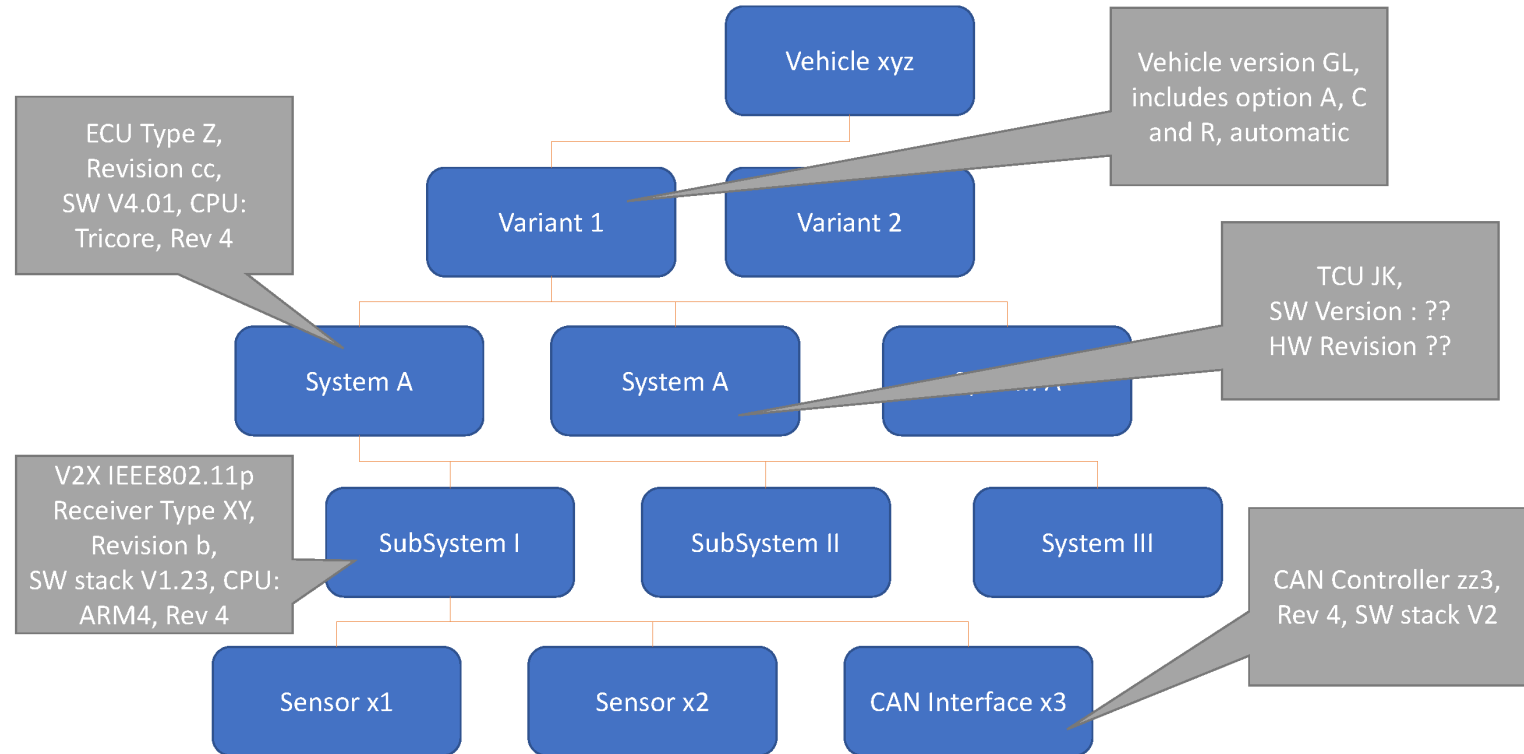 Vehicle xyz
Vehicle version GL,
includes option A, C
and R, automatic
ECU Type Z,
Revision cc,
SW V4.01, CPU:
Tricore, Rev 4
Variant 1
Variant 2
TCU JK,
SW Version : ??
HW Revision ??
System A
System A
V2X IEEE802.11p
Receiver Type XY,
Revision b,
SW stack V1.23, CPU:
ARM4, Rev 4
SubSystem I
SubSystem II
System III
CAN Controller zz3,
Rev 4, SW stack V2
Sensor x1
Sensor x2
CAN Interface x3